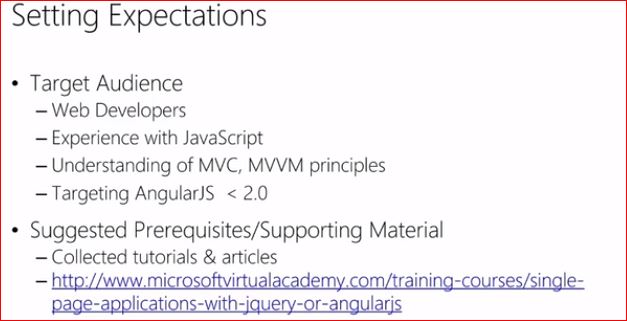 Setting Expectations
• Target Audience
– Web Developers
– Experience with JavaScript
– Understanding of MVC, MVVM principles
– Targeting AngularJS < 2.0
• Suggested Prerequisites/Supporting Material
– Collected tutorials & articles
– http://www.microsoftvirtualacademy.com/training-courses/single-
page-applications-with-jquery-or-angularjs